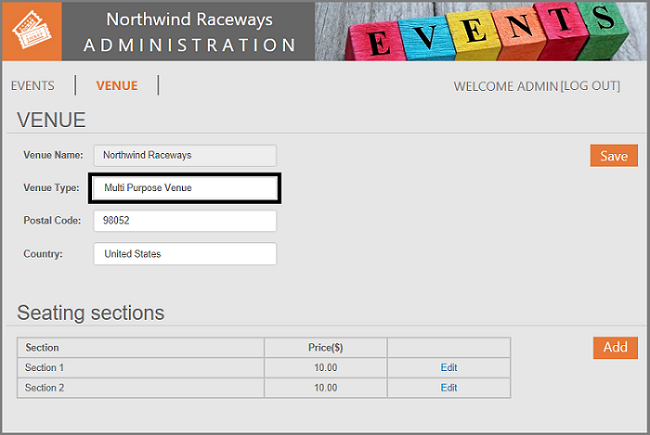 Northwind Raceways
ADMINISTRATION
EVENTS
EVENTS VENUE WELCOME ADMIN [LOG OUT]
VENUE
Venue Name: Northwind Raceways Save
Venue Type: Multi Purpose Venue
Postal Code: 98052
Country: United States
Seating sections
Add
Section Price($)
Section 1 10.00 Edit
Section 2 10.00 Edit